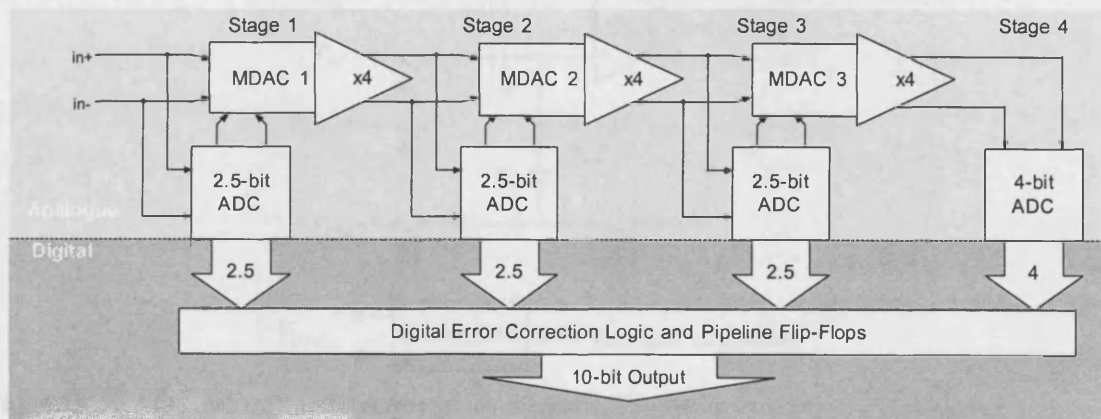 Stage 1
Stage 2
Stage 3
Stage 4
in+
in-
MDAC 1
x4
MDAC 2
x4
MDAC 3
x4
2.5-bit
ADC
2.5-bit
ADC
2.5-bit
ADC
4-bit
ADC
Analogue
Digital
2.5
2.5
2.5
4
Digital Error Correction Logic and Pipeline Flip-Flops
10-bit Output